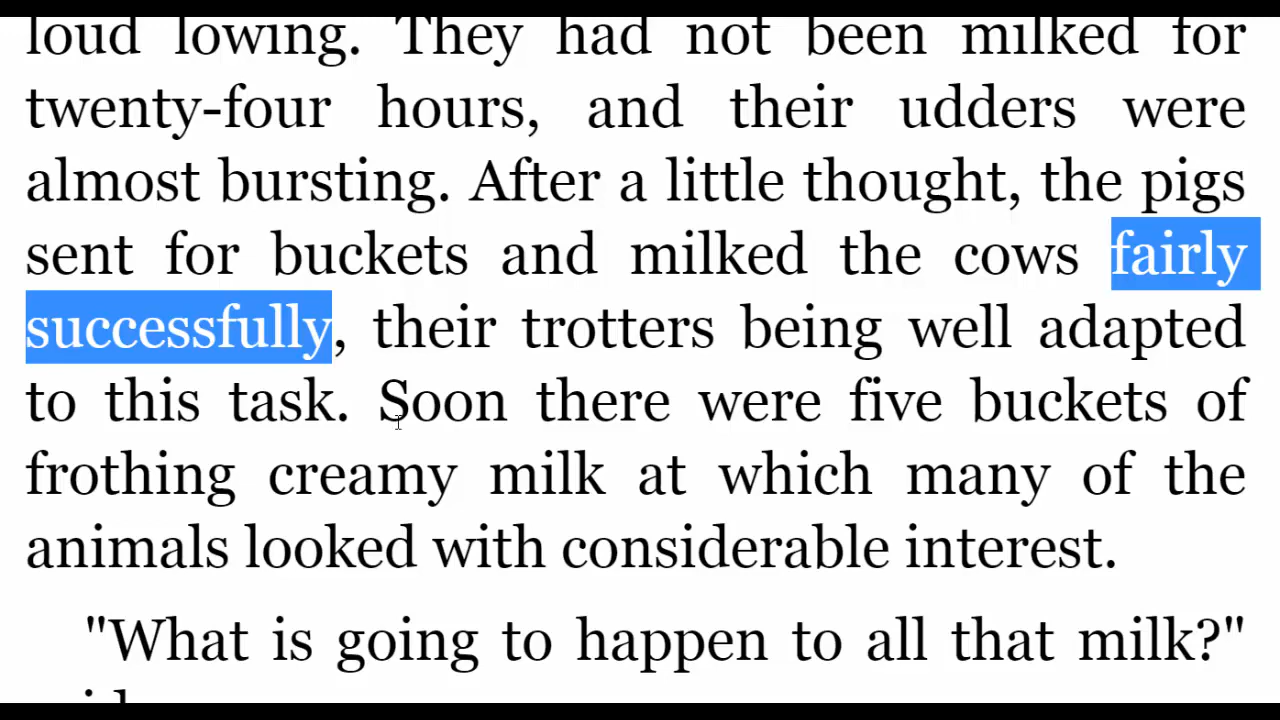 loud lowing. They had not been milked for
twenty-four hours, and their udders were
almost bursting. After a little thought, the pigs
sent for buckets and milked the cows fairly
successfully, their trotters being well adapted
to this task. Soon there were five buckets of
frothing creamy milk at which many of the
animals looked with considerable interest.
"What is going to happen to all that milk?"